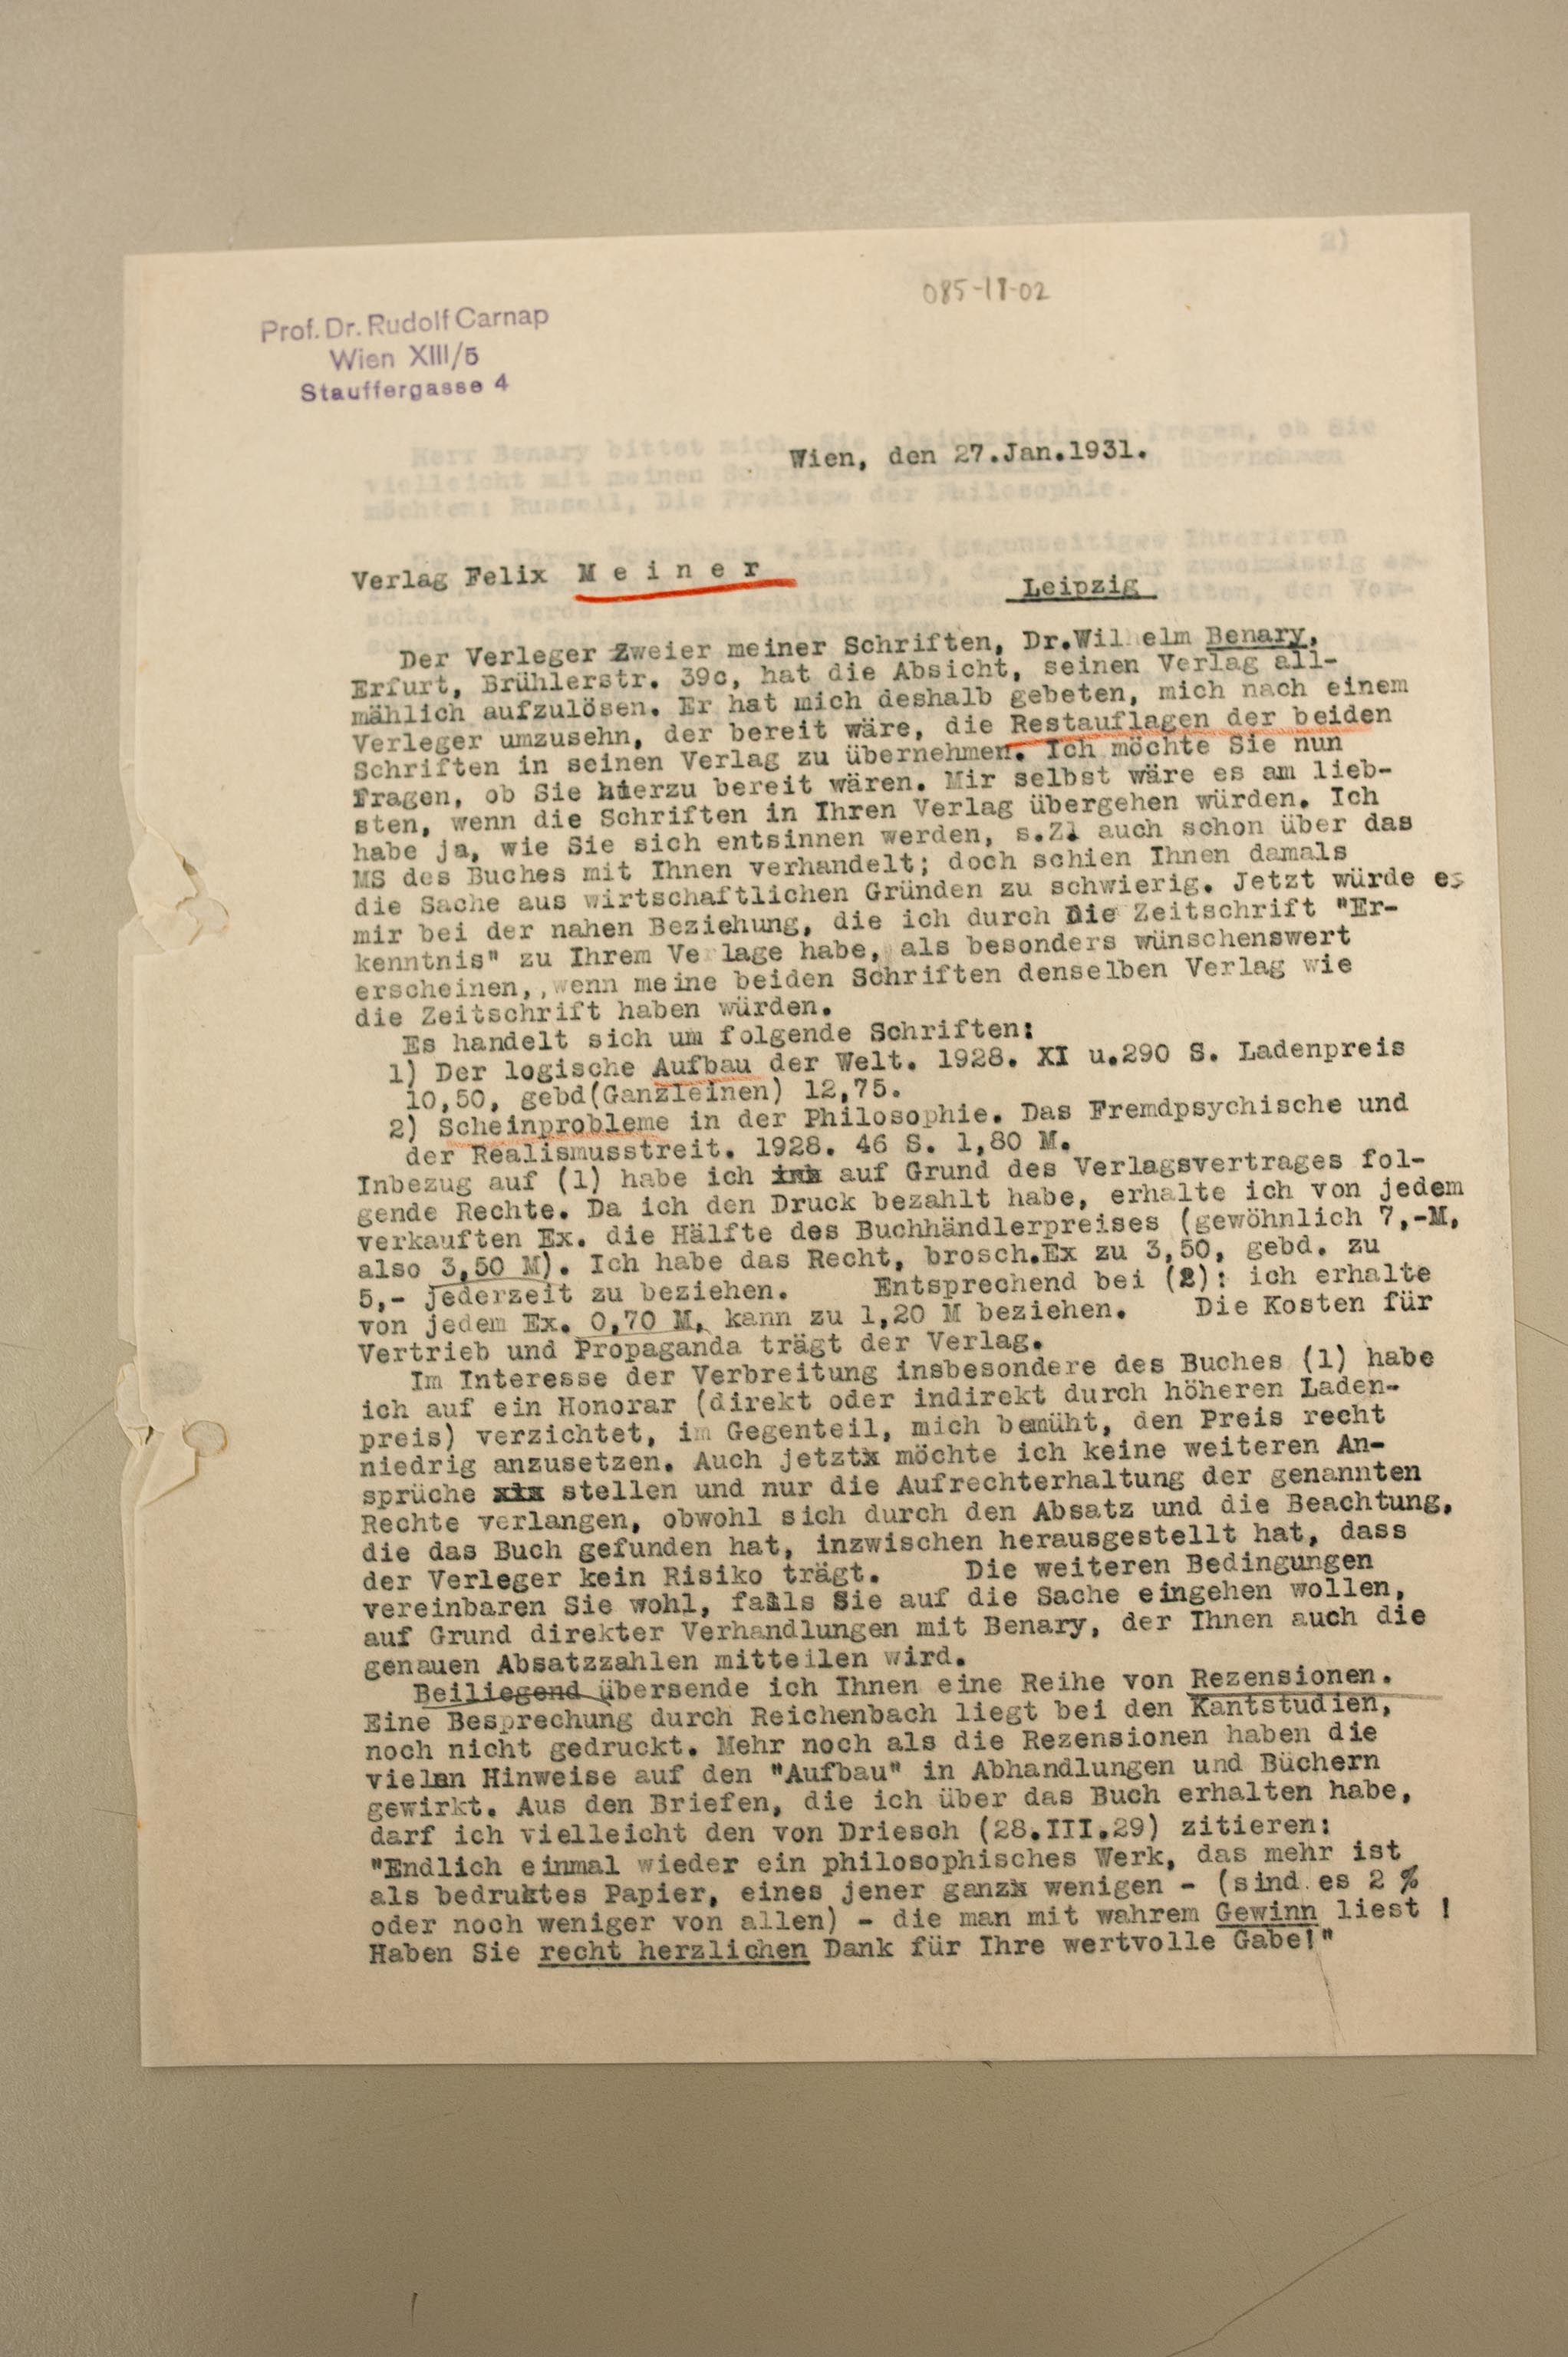 2)
085-11-02
Prof. Dr. Rudolf Carnap
Wien XIII/5
Stauffergasse 4
Wien, den 27.Jan.1931.
Verlag Felix M e i n e r
Leipzig
Der Verleger Zweier meiner Schriften, Dr.Wilhelm Benary,
Erfurt, Brühlerstr. 39c, hat die Absicht, seinen Verlag all-
mählich aufzulösen. Er hat mich deshalb gebeten, mich nach einem
Verleger umzusehn, der bereit wäre, die Restauflagen der beiden
Schriften in seinen Verlag zu übernehmen. Ich möchte Sie nun
fragen, ob Sie hierzu bereit wären. Mir selbst wäre es am lieb-
sten, wenn die Schriften in Ihren Verlag übergehen würden. Ich
habe ja, wie Sie sich entsinnen werden, s.Z. auch schon über das
MS des Buches mit Ihnen verhandelt; doch schien Ihnen damals
die Sache aus wirtschaftlichen Gründen zu schwierig. Jetzt würde es
mir bei der nahen Beziehung, die ich durch Die Zeitschrift "Er-
kenntnis" zu Ihrem Verlage habe, als besonders wünschenswert
erscheinen,,wenn meine beiden Schriften denselben Verlag wie
die Zeitschrift haben würden.
Es handelt sich um folgende Schriften:
1) Der logische Aufbau der Welt. 1928. XI u.290 S. Ladenpreis
10,50, gebd(Ganzleinen) 12,75.
2) Scheinprobleme in der Philosophie. Das Fremdpsychische und
der Realismusstreit. 1928. 46 S. 1,80 M.
Inbezug auf (1) habe ich auf Grund des Verlagsvertrages fol-
gende Rechte. Da ich den Druck bezahlt habe, erhalte ich von jedem
verkauften Ex. die Hälfte des Buchhändlerpreises (gewöhnlich 7,-M,
also 3,50 M). Ich habe das Recht, brosch.Ex zu 3,50, gebd. zu
5,- jederzeit zu beziehen. Entsprechend bei (2): ich erhalte
von jedem Ex. 0,70 M, kann zu 1,20 M beziehen. Die Kosten für
Vertrieb und Propaganda trägt der Verlag.
Im Interesse der Verbreitung insbesondere des Buches (1) habe
ich auf ein Honorar (direkt oder indirekt durch höheren Laden-
preis) verzichtet, im Gegenteil, mich bemüht, den Preis recht
niedrig anzusetzen. Auch jetztx möchte ich keine weiteren An-
sprüche xix stellen und nur die Aufrechterhaltung der genannten
Rechte verlangen, obwohl sich durch den Absatz und die Beachtung,
die das Buch gefunden hat, inzwischen herausgestellt hat, dass
der Verleger kein Risiko trägt. Die weiteren Bedingungen
vereinbaren Sie wohl, falls Sie auf die Sache eingehen wollen,
auf Grund direkter Verhandlungen mit Benary, der Ihnen auch die
genauen Absatzzahlen mitteilen wird.
Beiliegend übersende ich Ihnen eine Reihe von Rezensionen.
Eine Besprechung durch Reichenbach liegt bei den Kantstudien,
noch nicht gedruckt. Mehr noch als die Rezensionen haben die
vielen Hinweise auf den "Aufbau" in Abhandlungen und Büchern
gewirkt. Aus den Briefen, die ich über das Buch erhalten habe,
darf ich vielleicht den von Driesch (28.III.29) zitieren:
"Endlich einmal wieder ein philosophisches Werk, das mehr ist
als bedruktes Papier, eines jener ganzx wenigen - (sind es 2 %
oder noch weniger von allen) - die man mit wahrem Gewinn liest !
Haben Sie recht herzlichen Dank für Ihre wertvolle Gabe!"